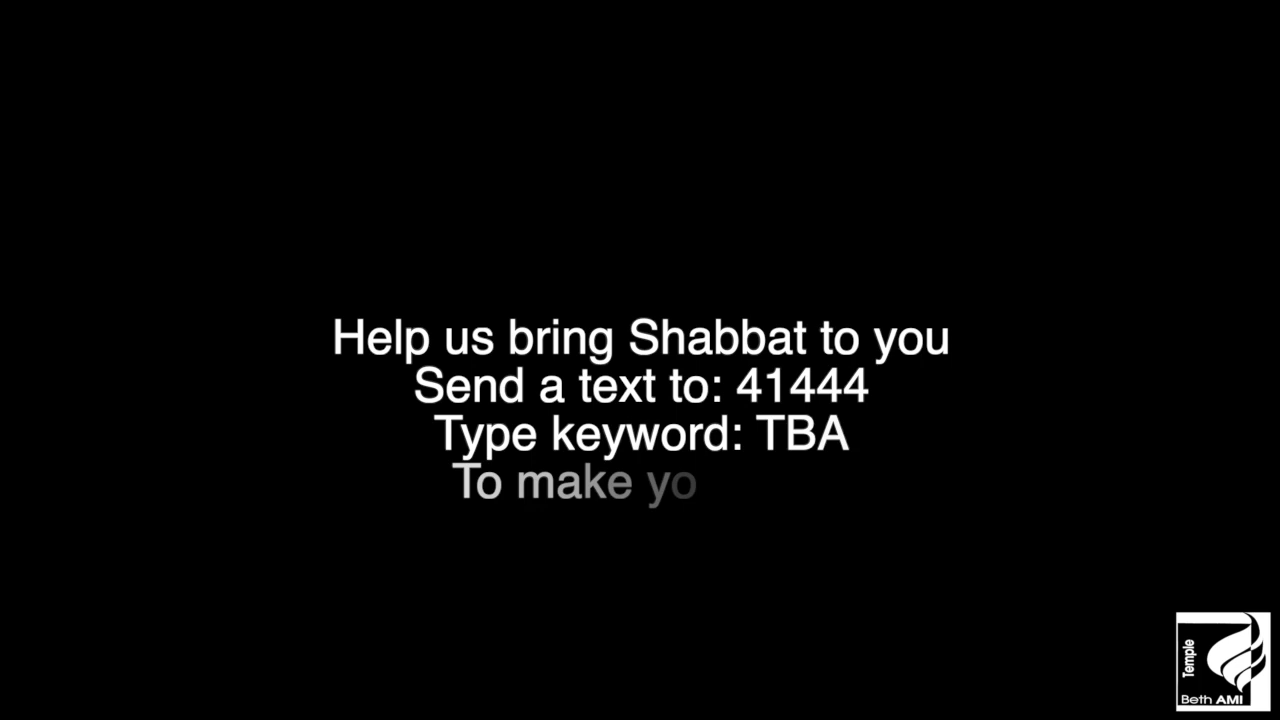 Help us bring Shabbat to you
Send a text to: 41444
Type keyword: TBA
To make yo
Temple
Beth AMI